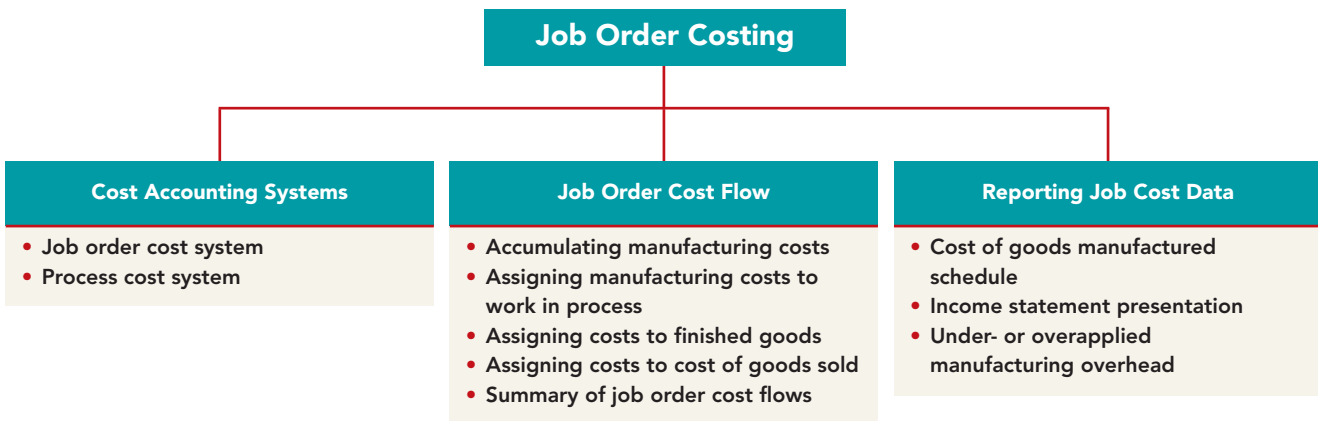 Job Order Costing
Cost Accounting Systems
• Job order cost system
• Process cost system
Job Order Cost Flow
• Accumulating manufacturing costs
• Assigning manufacturing costs to
work in process
• Assigning costs to finished goods
• Assigning costs to cost of goods sold
• Summary of job order cost flows
Reporting Job Cost Data
• Cost of goods manufactured
schedule
• Income statement presentation
• Under- or overapplied
manufacturing overhead